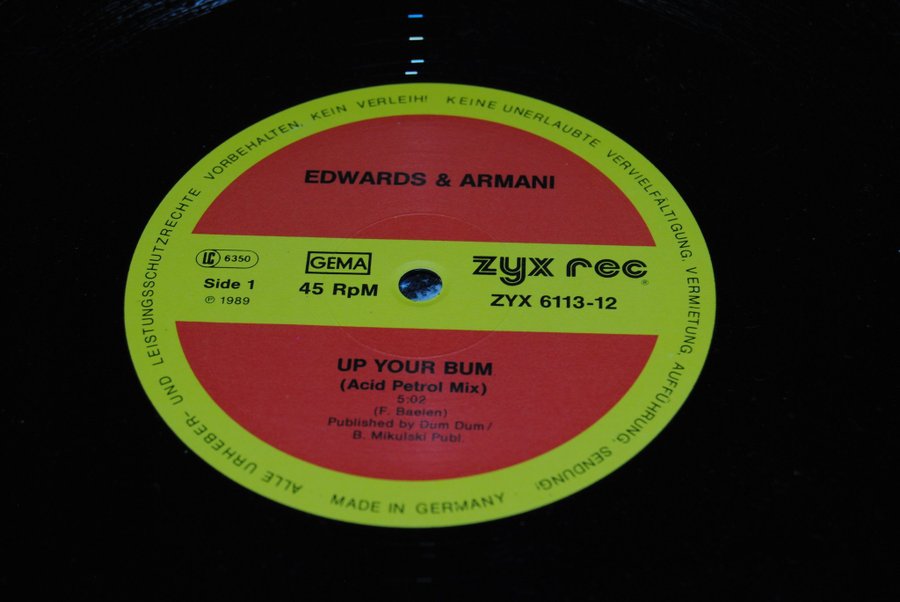 ALLE URHEBER- UND LEISTUNGSSCHUTZRECHTE VORBEHALTEN, KEIN VERLEIH! KEINE UNERLAUBTE VERVIELFÄLTIGUNG, VERMIETUNG, AUFFÜHRUNG, SENDUNG!
EDWARDS & ARMANI
LC 6350
GEMA
zyx rec®
Side 1
45 RpM
ZYX 6113-12
℗ 1989
UP YOUR BUM
(Acid Petrol Mix)
5:02
(F. Baelen)
Published by Dum Dum/
B. Mikulski Publ.
MADE IN GERMANY